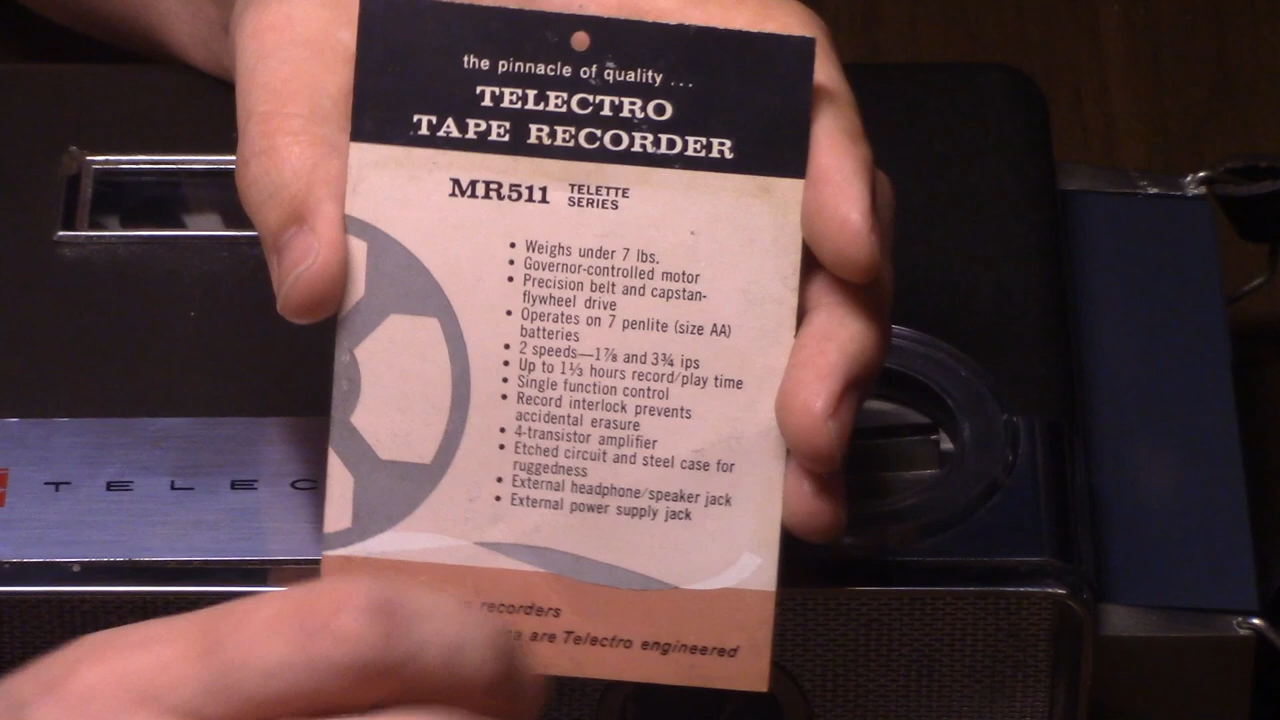 the pinnacle of quality ...
TELECTRO
TAPE RECORDER
MR511 TELETTE
SERIES
• Weighs under 7 lbs.
• Governor-controlled motor
• Precision belt and capstan-
flywheel drive
• Operates on 7 penlite (size AA)
batteries
• 2 speeds—1⅞ and 3¾ ips
• Up to 1⅓ hours record/play time
• Single function control
• Record interlock prevents
accidental erasure
• 4-transistor amplifier
• Etched circuit and steel case for
ruggedness
• External headphone/speaker jack
• External power supply jack
recorders
are Telectro engineered
TELEC